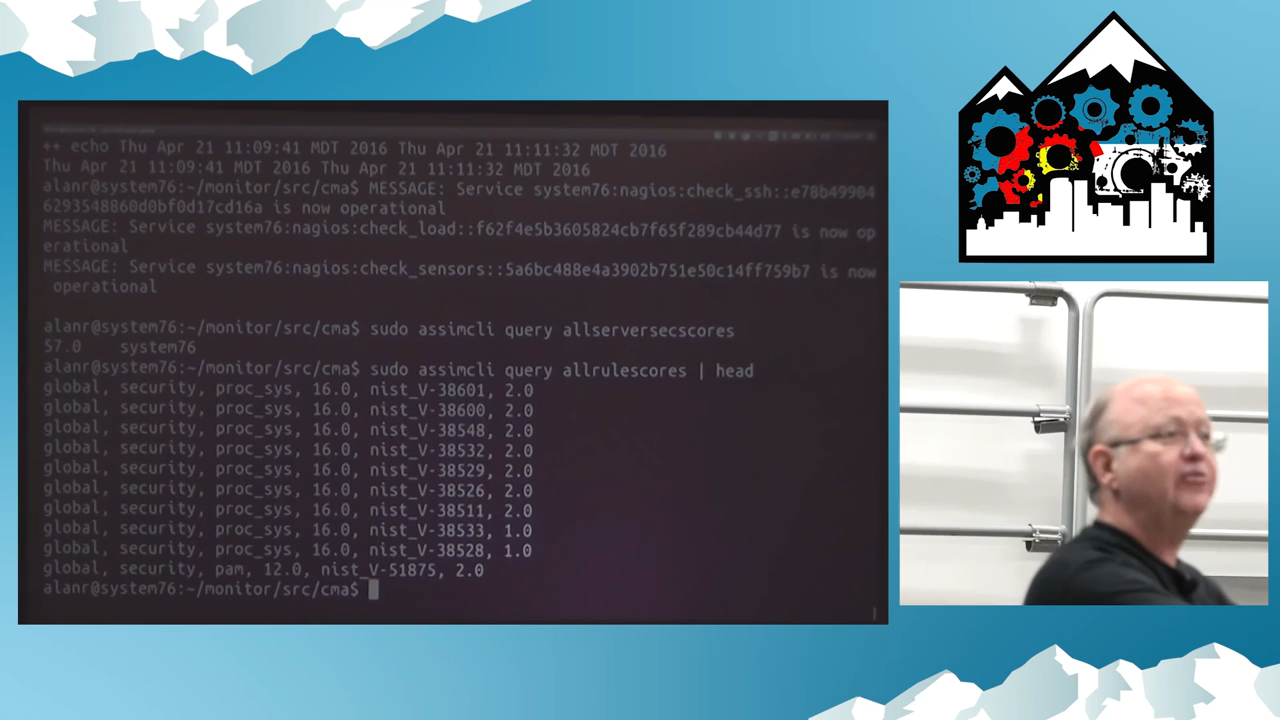 ++ echo Thu Apr 21 11:09:41 MDT 2016 Thu Apr 21 11:11:32 MDT 2016
Thu Apr 21 11:09:41 MDT 2016 Thu Apr 21 11:11:32 MDT 2016
alanr@system76:~/monitor/src/cma$ MESSAGE: Service system76:nagios:check_ssh::e78b49904
6293548860d0bf0d17cd16a is now operational
MESSAGE: Service system76:nagios:check_load::f62f4e5b3605824cb7f65f289cb44d77 is now op
erational
MESSAGE: Service system76:nagios:check_sensors::5a6bc488e4a3902b751e50c14ff759b7 is now
operational
alanr@system76:~/monitor/src/cma$ sudo assimcli query allserversecscores
57.0 system76
alanr@system76:~/monitor/src/cma$ sudo assimcli query allrulescores | head
global, security, proc_sys, 16.0, nist_V-38601, 2.0
global, security, proc_sys, 16.0, nist_V-38600, 2.0
global, security, proc_sys, 16.0, nist_V-38548, 2.0
global, security, proc_sys, 16.0, nist_V-38532, 2.0
global, security, proc_sys, 16.0, nist_V-38529, 2.0
global, security, proc_sys, 16.0, nist_V-38526, 2.0
global, security, proc_sys, 16.0, nist_V-38511, 2.0
global, security, proc_sys, 16.0, nist_V-38533, 1.0
global, security, proc_sys, 16.0, nist_V-38528, 1.0
global, security, pam, 12.0, nist_V-51875, 2.0
alanr@system76:~/monitor/src/cma$